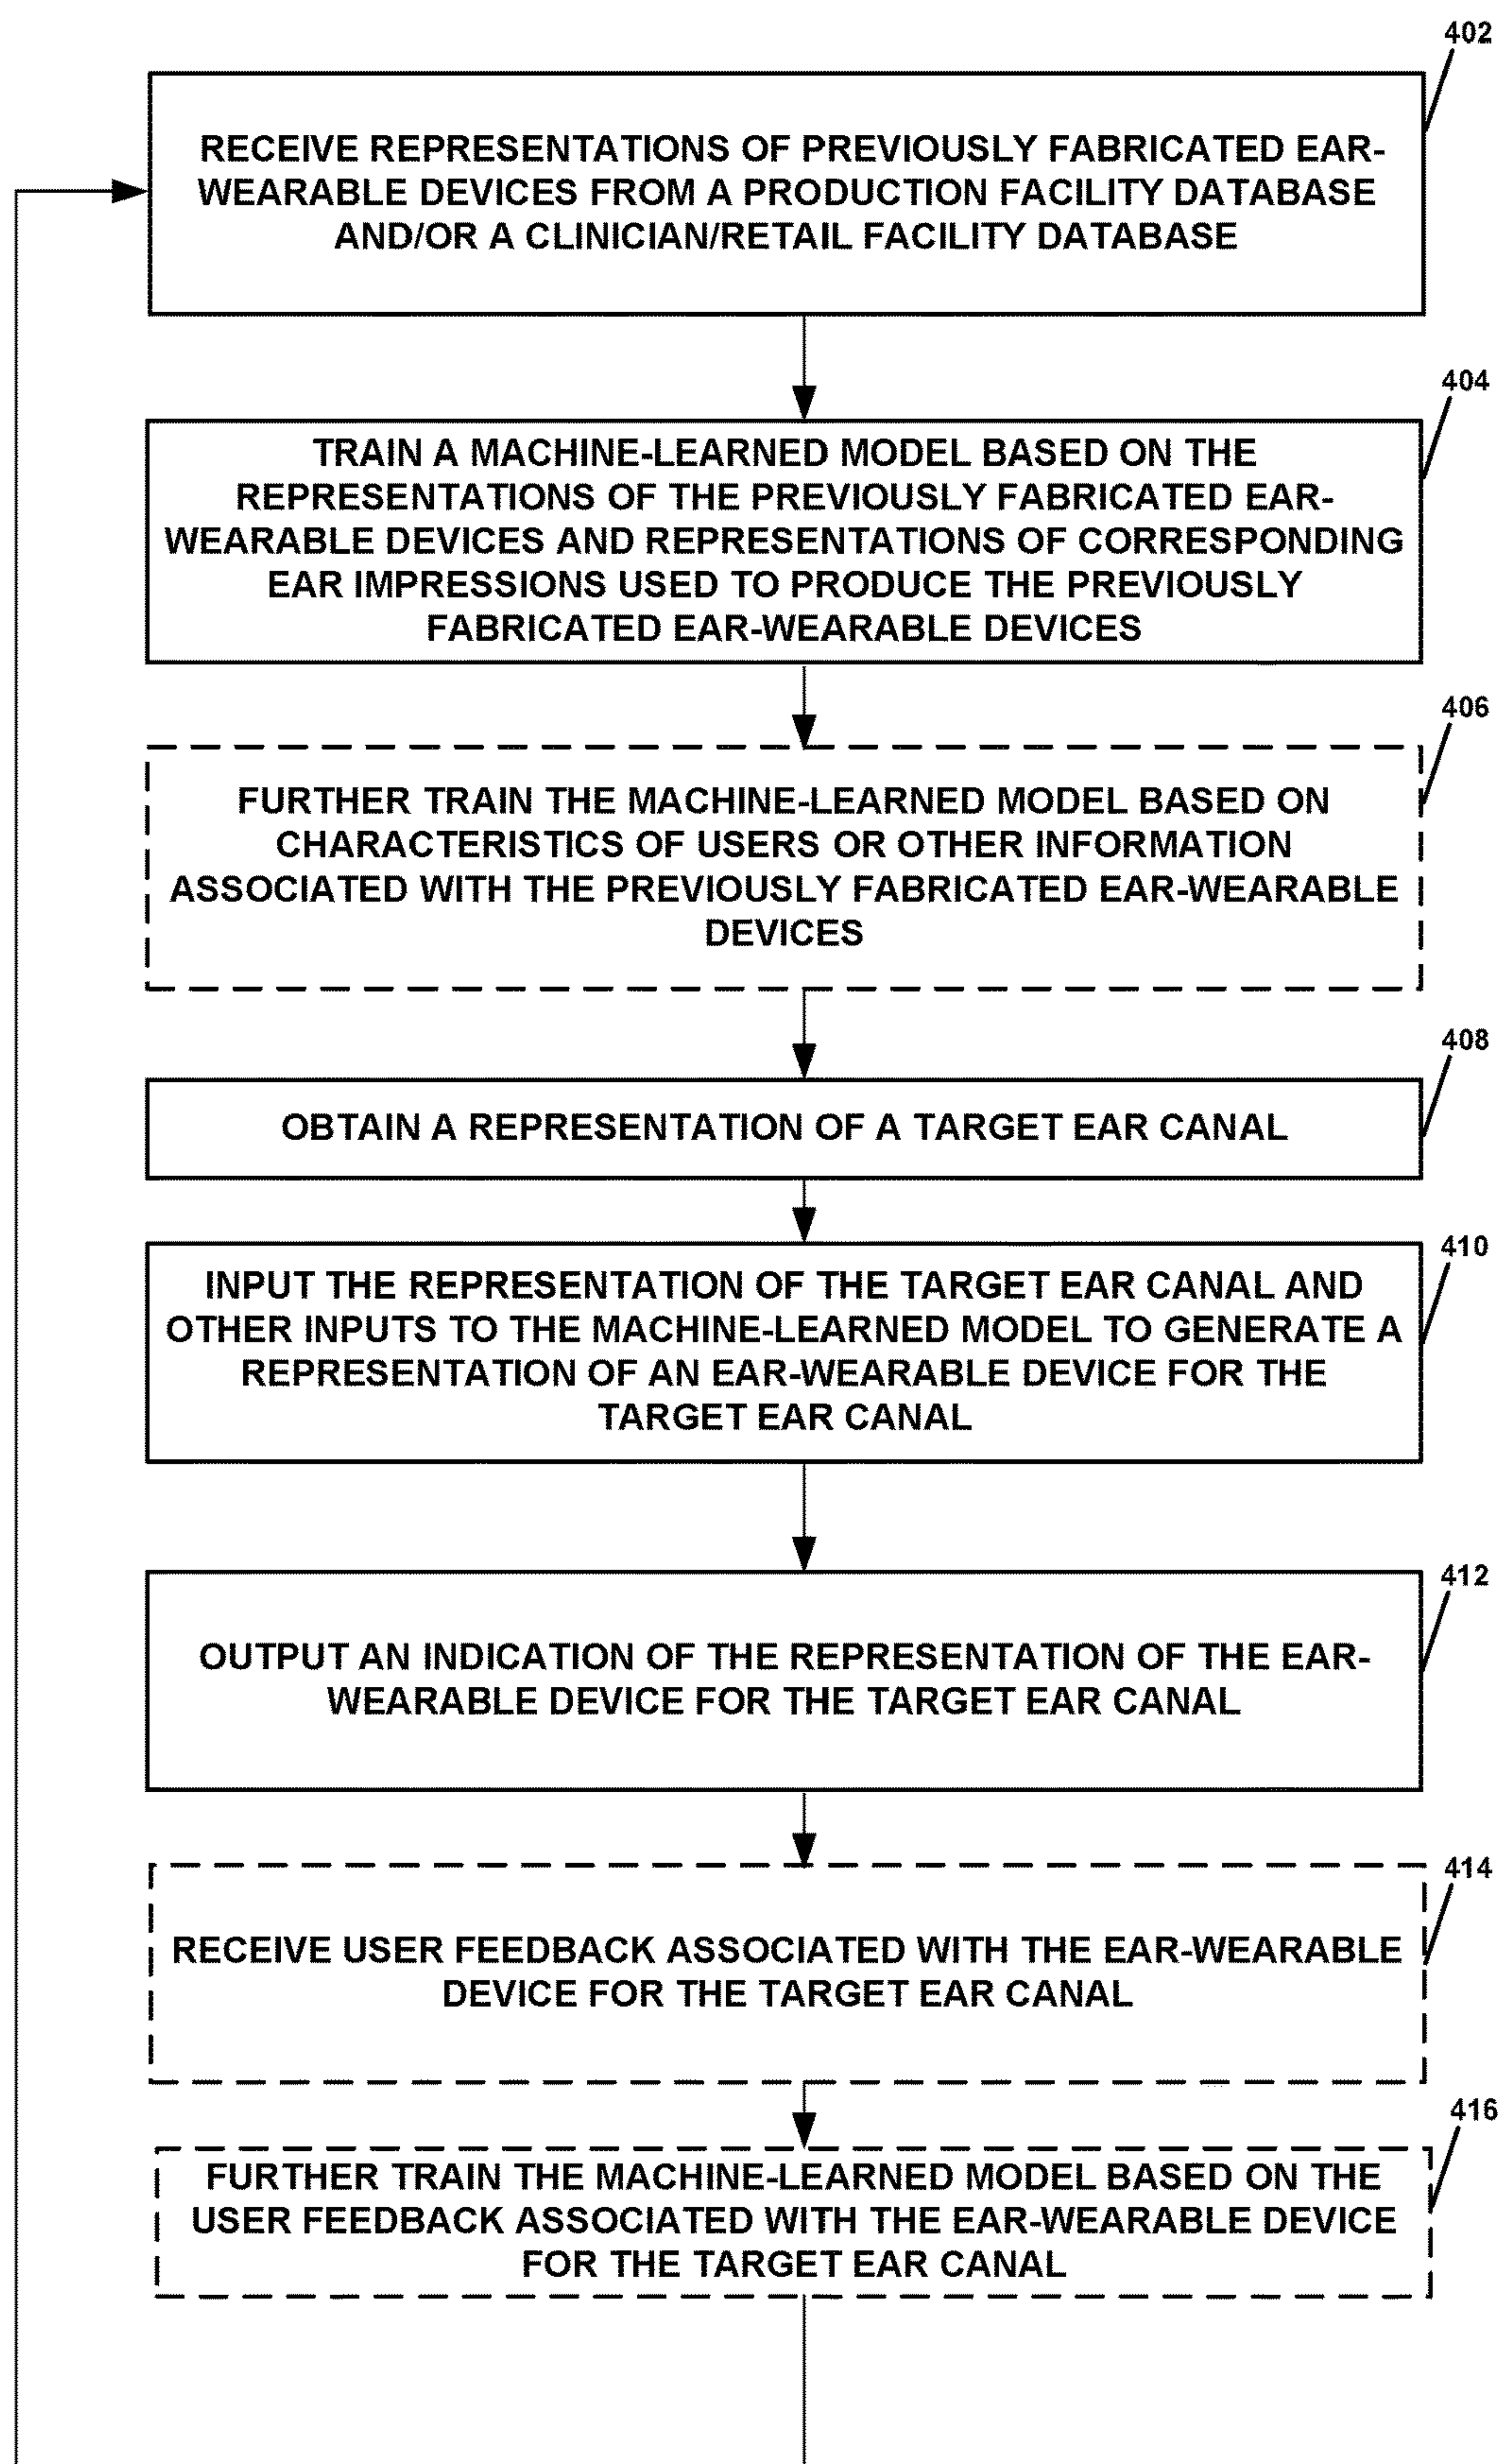 402
RECEIVE REPRESENTATIONS OF PREVIOUSLY FABRICATED EAR-
WEARABLE DEVICES FROM A PRODUCTION FACILITY DATABASE
AND/OR A CLINICIAN/RETAIL FACILITY DATABASE
404
TRAIN A MACHINE-LEARNED MODEL BASED ON THE
REPRESENTATIONS OF THE PREVIOUSLY FABRICATED EAR-
WEARABLE DEVICES AND REPRESENTATIONS OF CORRESPONDING
EAR IMPRESSIONS USED TO PRODUCE THE PREVIOUSLY
FABRICATED EAR-WEARABLE DEVICES
406
FURTHER TRAIN THE MACHINE-LEARNED MODEL BASED ON
CHARACTERISTICS OF USERS OR OTHER INFORMATION
ASSOCIATED WITH THE PREVIOUSLY FABRICATED EAR-WEARABLE
DEVICES
408
OBTAIN A REPRESENTATION OF A TARGET EAR CANAL
410
INPUT THE REPRESENTATION OF THE TARGET EAR CANAL AND
OTHER INPUTS TO THE MACHINE-LEARNED MODEL TO GENERATE A
REPRESENTATION OF AN EAR-WEARABLE DEVICE FOR THE
TARGET EAR CANAL
412
OUTPUT AN INDICATION OF THE REPRESENTATION OF THE EAR-
WEARABLE DEVICE FOR THE TARGET EAR CANAL
414
RECEIVE USER FEEDBACK ASSOCIATED WITH THE EAR-WEARABLE
DEVICE FOR THE TARGET EAR CANAL
416
FURTHER TRAIN THE MACHINE-LEARNED MODEL BASED ON THE
USER FEEDBACK ASSOCIATED WITH THE EAR-WEARABLE DEVICE
FOR THE TARGET EAR CANAL